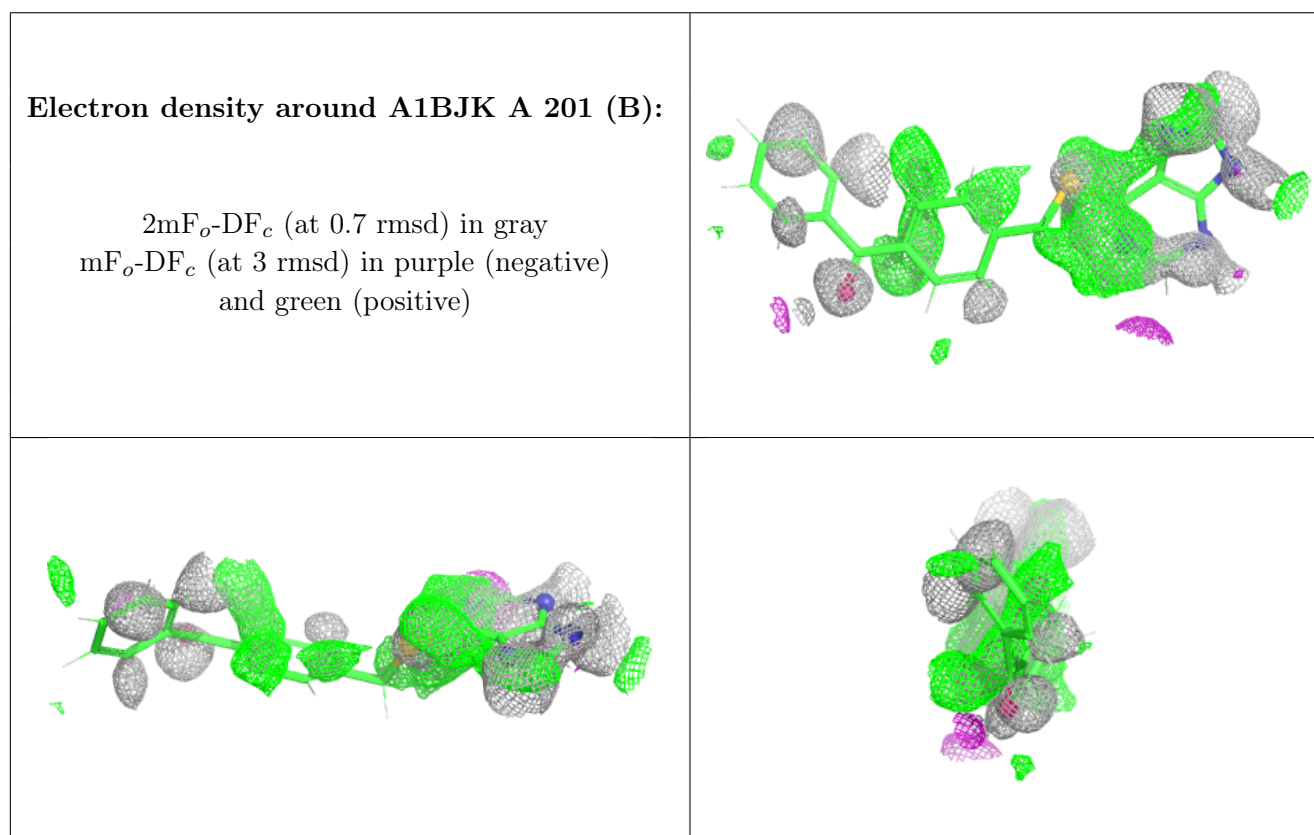 Electron density around A1BJK A 201 (B):
2mFo-DFc (at 0.7 rmsd) in gray
mFo-DFc (at 3 rmsd) in purple (negative)
and green (positive)